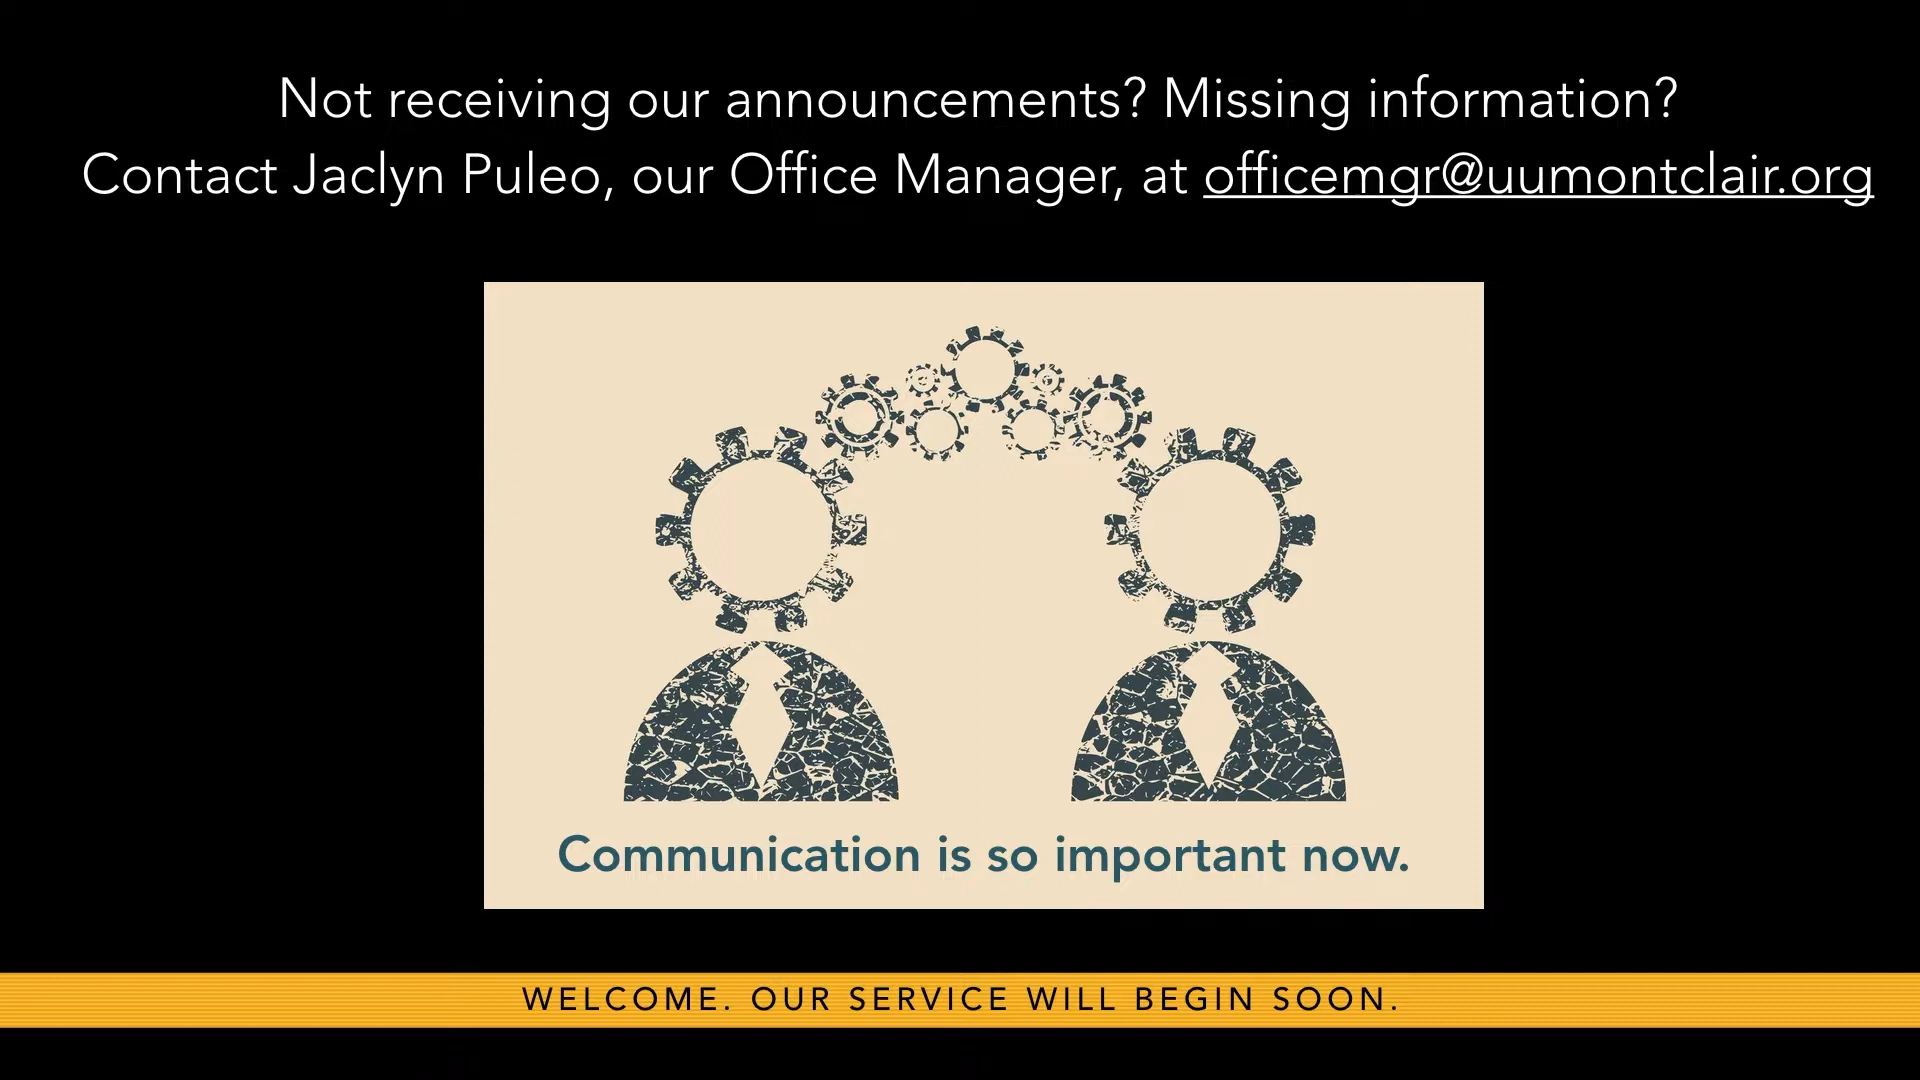 Not receiving our announcements? Missing information?
Contact Jaclyn Puleo, our Office Manager, at officemgr@uumontclair.org
Communication is so important now.
WELCOME. OUR SERVICE WILL BEGIN SOON.